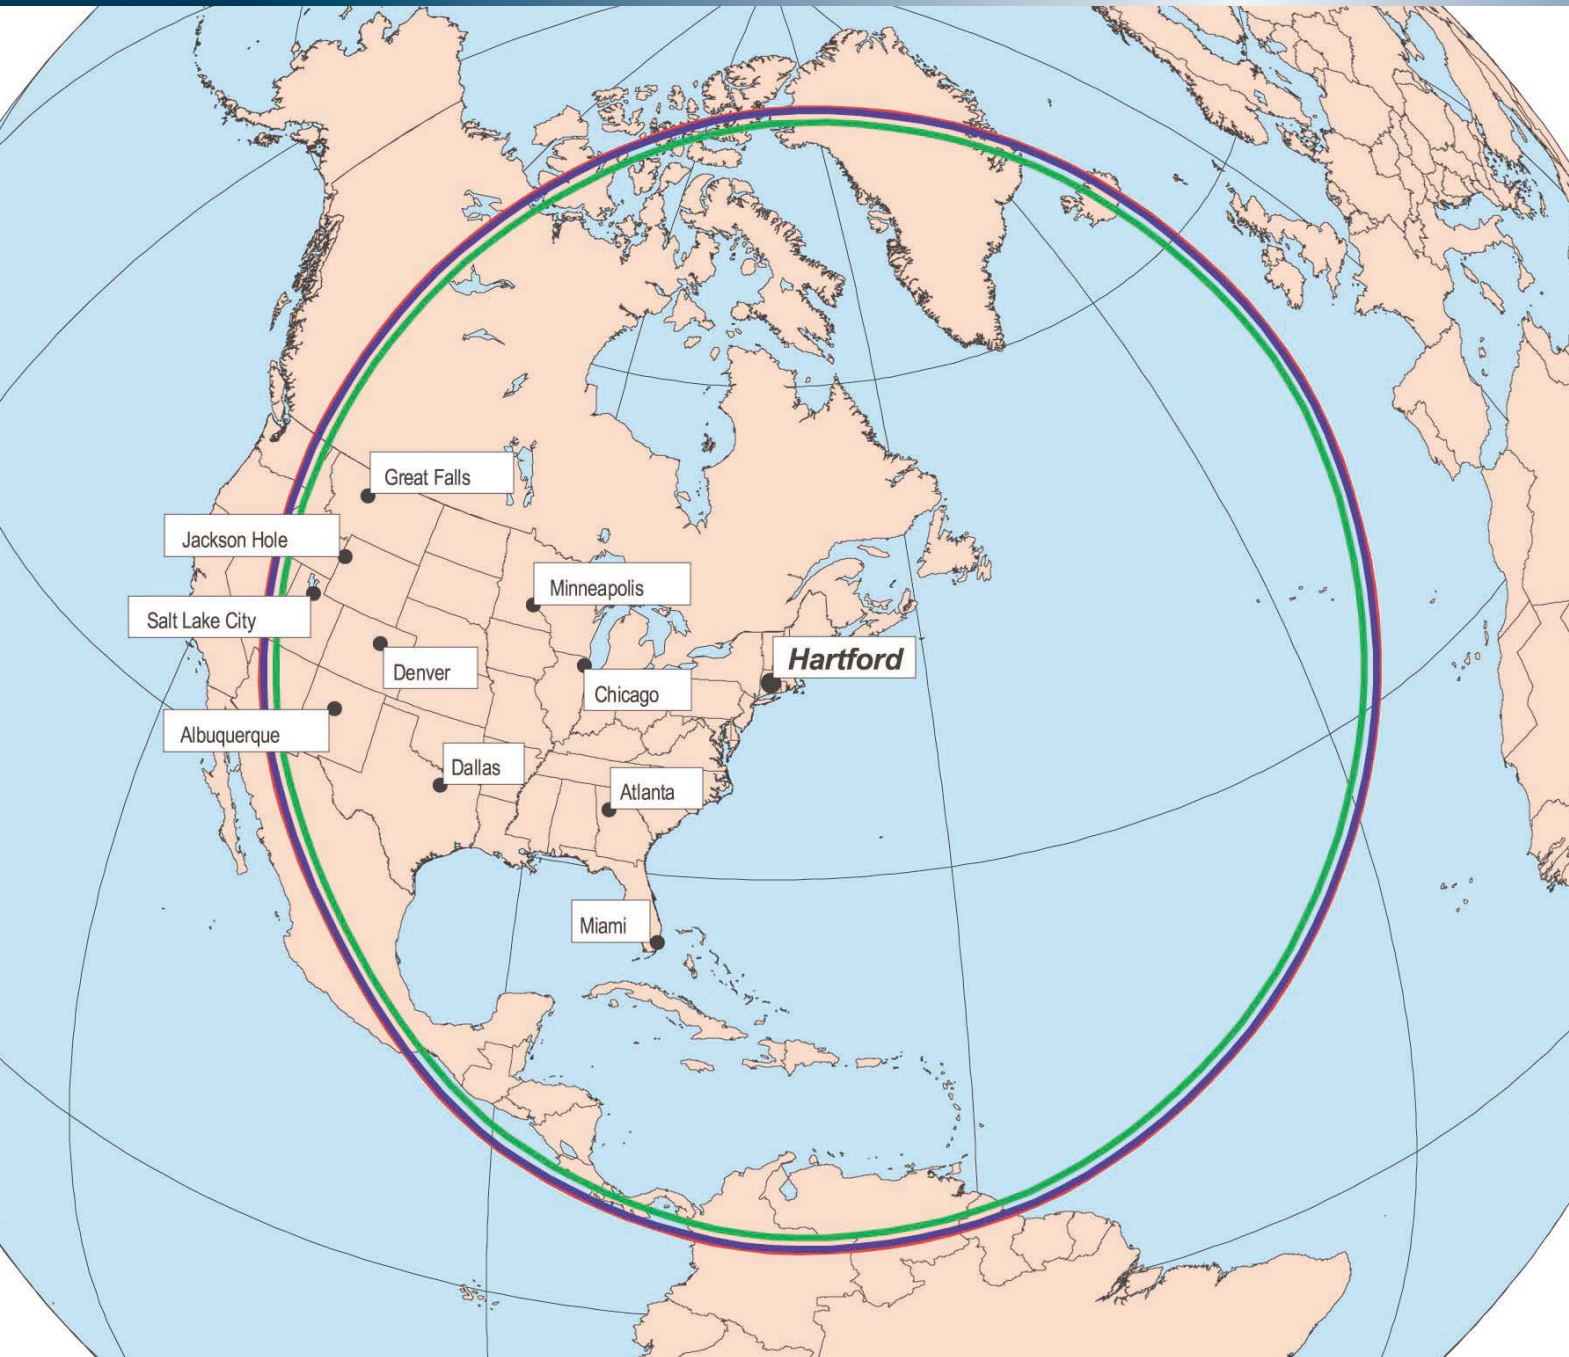 Great Falls
Jackson Hole
Minneapolis
Salt Lake City
Hartford
Denver
Chicago
Albuquerque
Dallas
Atlanta
Miami